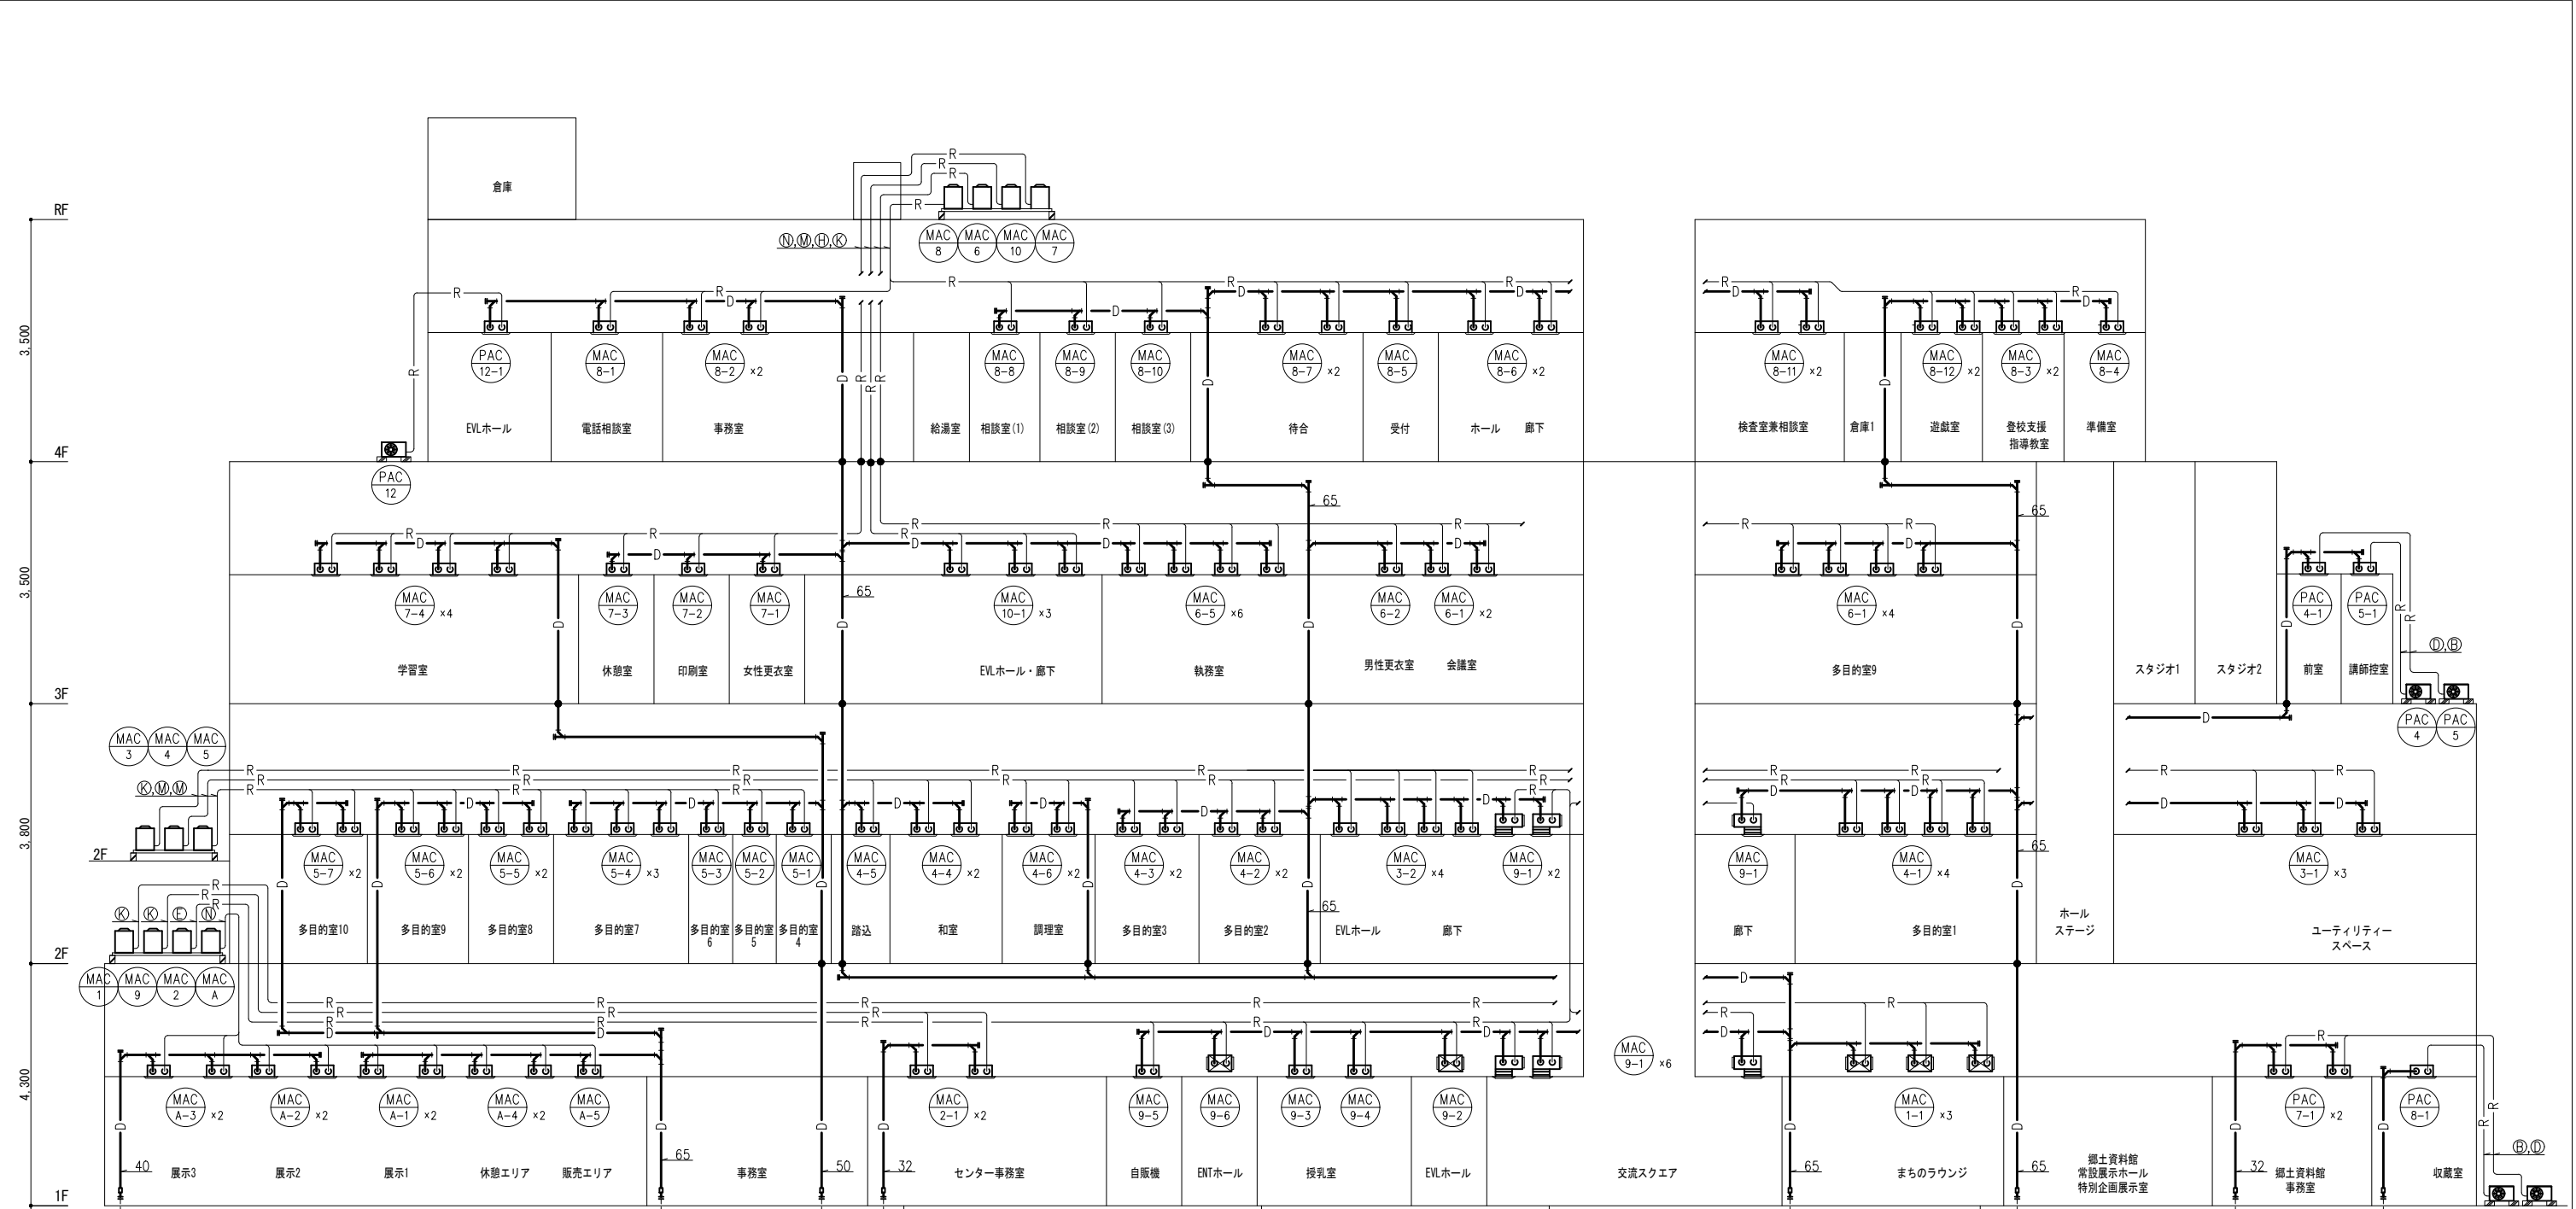 倉庫
R
R
R
R
RF
Ⓝ,Ⓜ,Ⓗ,Ⓚ
MAC 8
MAC 6
MAC 10
MAC 7
R
R
R
R
R
R
R
R
D
D
D
D
D
D
3,500
PAC 12-1
MAC 8-1
MAC 8-2 ×2
MAC 8-8
MAC 8-9
MAC 8-10
MAC 8-7 ×2
MAC 8-5
MAC 8-6 ×2
MAC 8-11 ×2
MAC 8-12 ×2
MAC 8-3 ×2
MAC 8-4
R
D
R
R
R
D
D
EVLホール
電話相談室
事務室
給湯室
相談室(1)
相談室(2)
相談室(3)
待合
受付
ホール
廊下
検査室兼相談室
倉庫1
遊戯室
登校支援
指導教室
準備室
4F
PAC 12
65
65
R
R
R
R
R
R
R
R
D
D
D
D
D
D
3,500
MAC 7-4 ×4
MAC 7-3
MAC 7-2
MAC 7-1
65
MAC 10-1 ×3
MAC 6-5 ×6
MAC 6-2
MAC 6-1 ×2
MAC 6-1 ×4
PAC 4-1
PAC 5-1
R
R
D
D
D
D
D
Ⓓ,Ⓑ
学習室
休憩室
印刷室
女性更衣室
EVLホール・廊下
執務室
男性更衣室
会議室
多目的室9
スタジオ1
スタジオ2
前室
講師控室
3F
MAC 3
MAC 4
MAC 5
D
PAC 4
PAC 5
R
R
R
R
R
R
R
R
R
R
Ⓚ,Ⓜ,Ⓜ
3,800
2F
MAC 5-7 ×2
MAC 5-6 ×2
MAC 5-5 ×2
MAC 5-4 ×3
MAC 5-3
MAC 5-2
MAC 5-1
MAC 4-5
MAC 4-4 ×2
MAC 4-6 ×2
MAC 4-3 ×2
MAC 4-2 ×2
MAC 3-2 ×4
MAC 9-1 ×2
MAC 9-1
MAC 4-1 ×4
65
MAC 3-1 ×3
R
R
R
Ⓚ
Ⓚ
Ⓔ
Ⓝ
65
多目的室10
多目的室9
多目的室8
多目的室7
多目的室
6
多目的室
5
多目的室
4
踏込
和室
調理室
多目的室3
多目的室2
EVLホール
廊下
廊下
多目的室1
ホール
ステージ
ユーティリティー
スペース
2F
MAC 1
MAC 9
MAC 2
MAC A
D
R
R
R
R
R
R
R
R
R
D
D
D
D
MAC 9-1 ×6
4,300
MAC A-3 ×2
MAC A-2 ×2
MAC A-1 ×2
MAC A-4 ×2
MAC A-5
MAC 2-1 ×2
MAC 9-5
MAC 9-6
MAC 9-3
MAC 9-4
MAC 9-2
MAC 1-1 ×3
PAC 7-1 ×2
PAC 8-1
R
R
D
D
D
D
D
D
D
D
Ⓑ,Ⓓ
40
65
50
32
65
65
32
展示3
展示2
展示1
休憩エリア
販売エリア
事務室
センター事務室
自販機
ENTホール
授乳室
EVLホール
交流スクエア
まちのラウンジ
郷土資料館
常設展示ホール
特別企画展示室
郷土資料館
事務室
収蔵室
1F